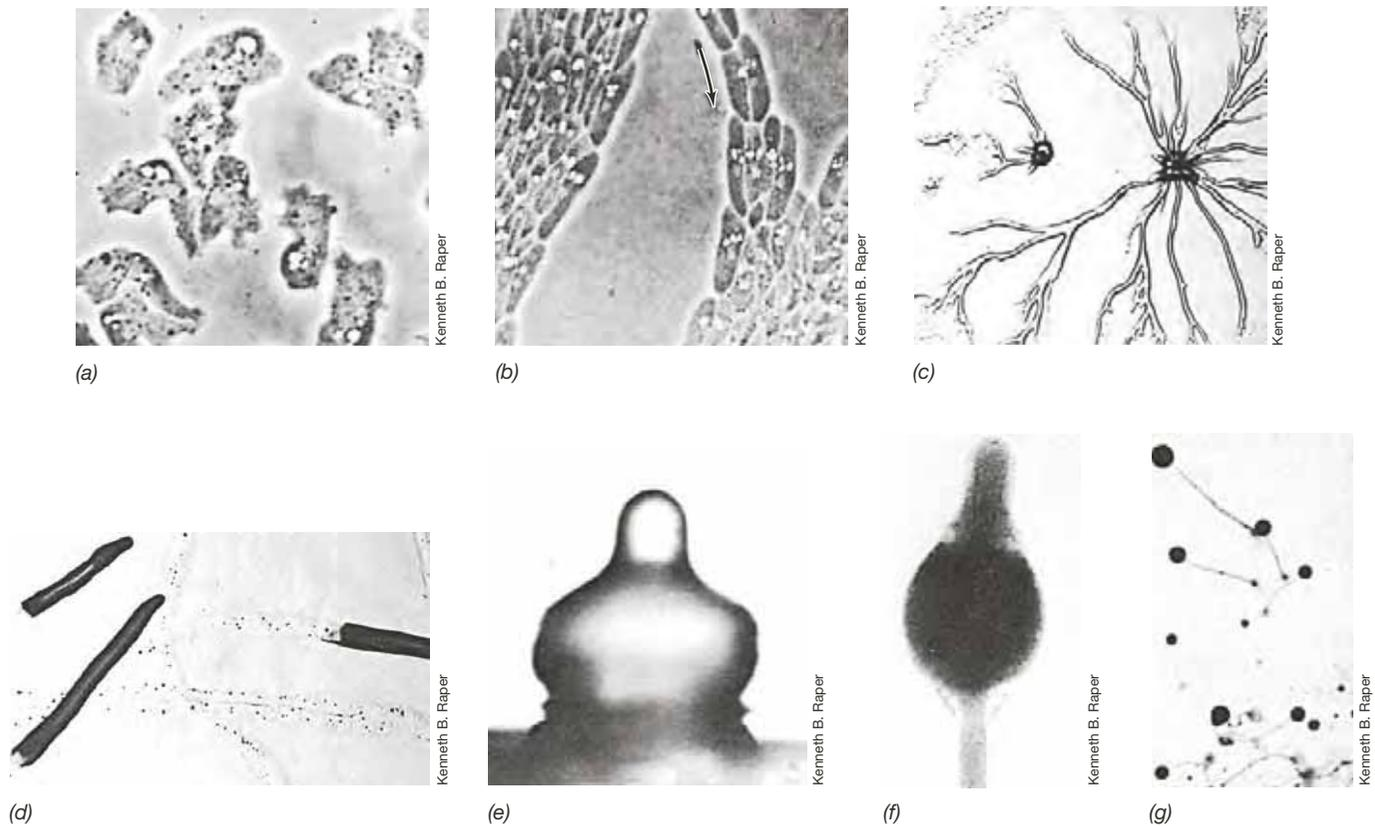 Kenneth B. Raper
Kenneth B. Raper
Kenneth B. Raper
(a)
(b)
(c)
Kenneth B. Raper
Kenneth B. Raper
Kenneth B. Raper
Kenneth B. Raper
(d)
(e)
(f)
(g)